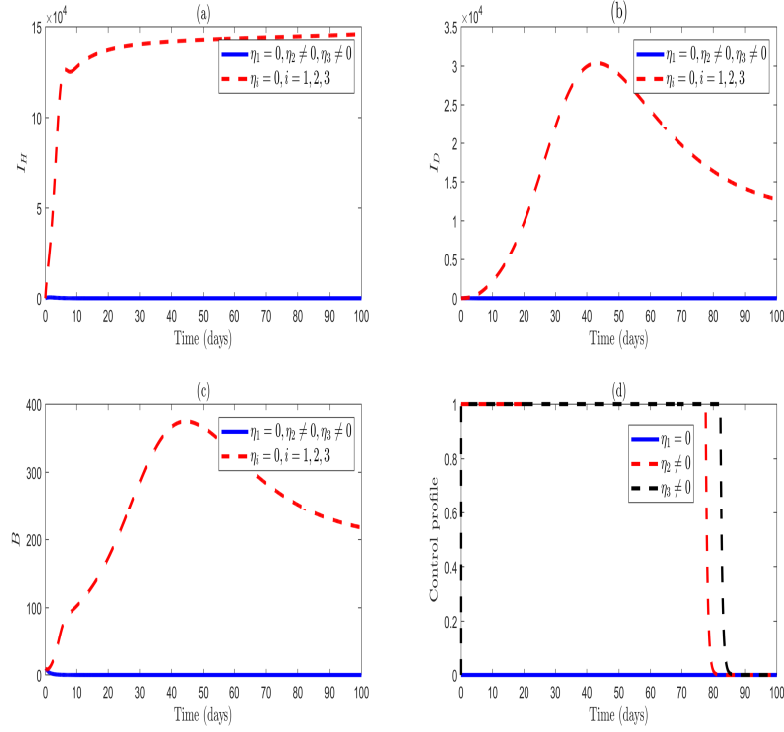 (a)
×10⁴
15
10
5
0
I_H
0 10 20 30 40 50 60 70 80 90 100
Time (days)
η₁ = 0, η₂ ≠ 0, η₃ ≠ 0
ηᵢ = 0, i = 1, 2, 3
(b)
×10⁴
3.5
3
2.5
2
1.5
1
0.5
0
I_D
0 10 20 30 40 50 60 70 80 90 100
Time (days)
η₁ = 0, η₂ ≠ 0, η₃ ≠ 0
ηᵢ = 0, i = 1, 2, 3
(c)
400
300
200
100
0
B
0 10 20 30 40 50 60 70 80 90 100
Time (days)
η₁ = 0, η₂ ≠ 0, η₃ ≠ 0
ηᵢ = 0, i = 1, 2, 3
(d)
1
0.8
0.6
0.4
0.2
0
Control profile
0 10 20 30 40 50 60 70 80 90 100
Time (days)
η₁ = 0
η₂ ≠ 0
η₃ ≠ 0